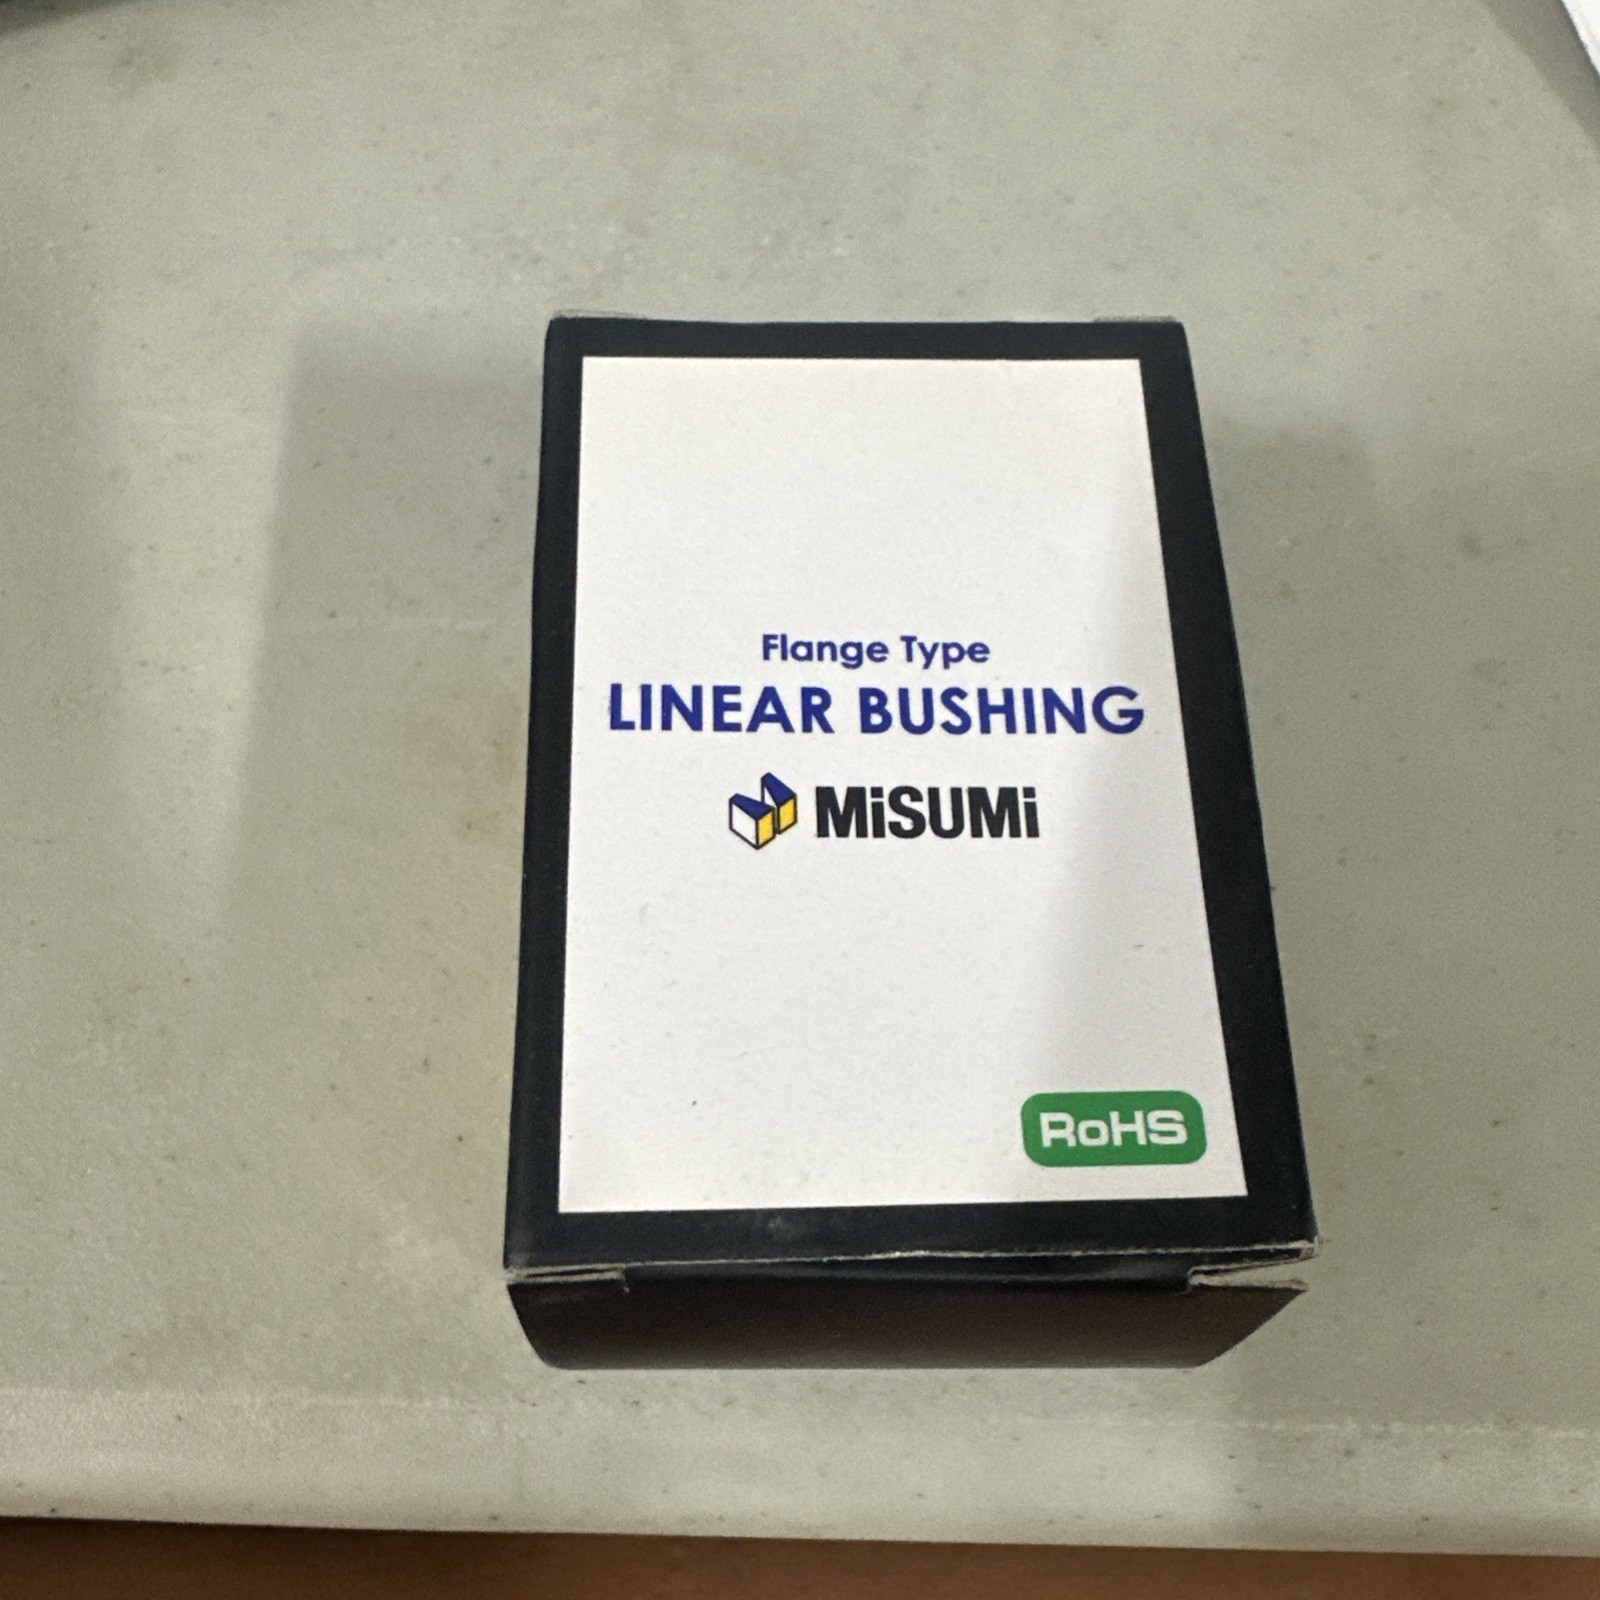 Flange Type
LINEAR BUSHING
MiSUMi
RoHS